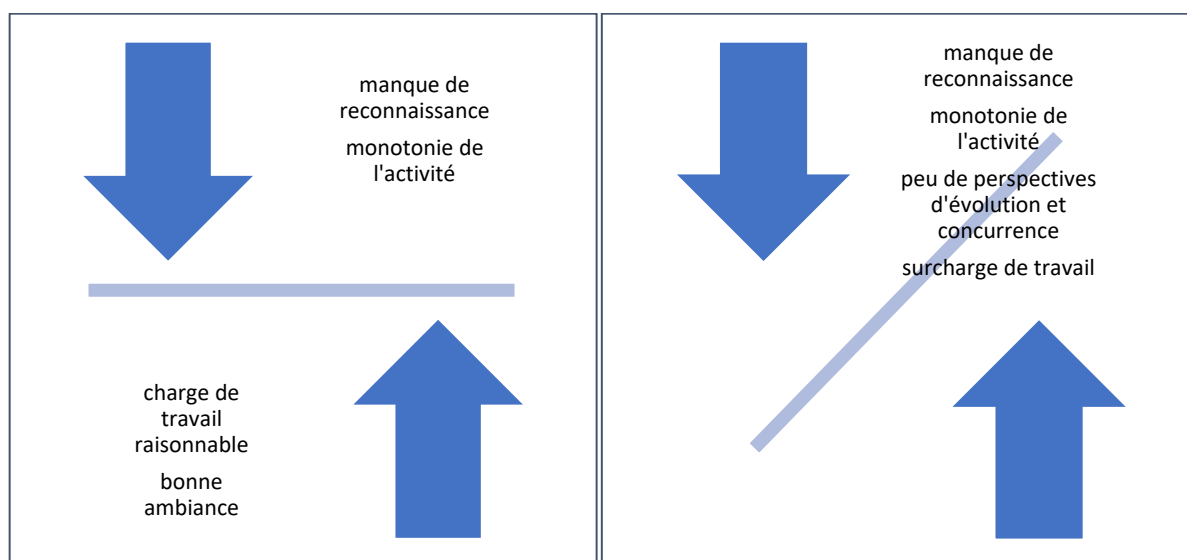 manque de
reconnaissance
monotonie de
l'activité
charge de
travail
raisonnable
bonne
ambiance
manque de
reconnaissance
monotonie de
l'activité
peu de perspectives
d'évolution et
concurrence
surcharge de travail